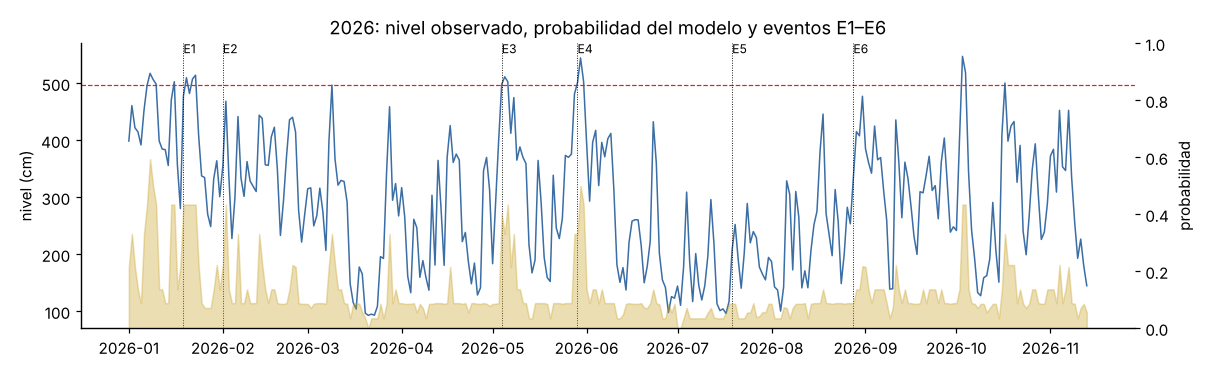 2026: nivel observado, probabilidad del modelo y eventos E1–E6
E1 E2 E3 E4 E5 E6
nivel (cm)
500
400
300
200
100
probabilidad
1.0
0.8
0.6
0.4
0.2
0.0
2026-01 2026-02 2026-03 2026-04 2026-05 2026-06 2026-07 2026-08 2026-09 2026-10 2026-11